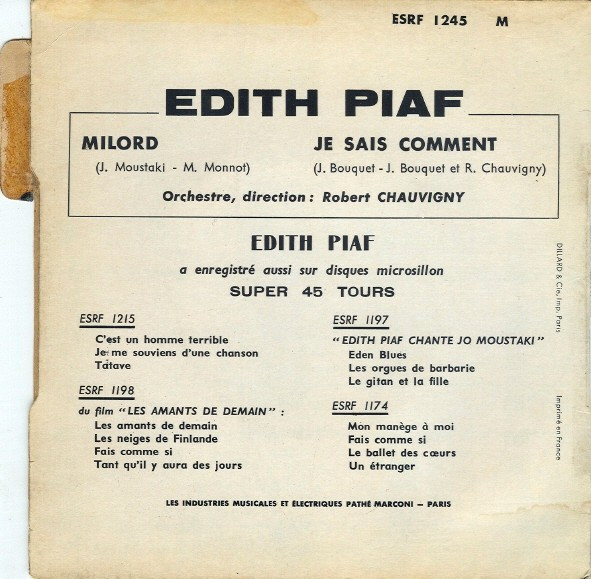 ESRF 1245 M
EDITH PIAF
MILORD
(J. Moustaki - M. Monnot)
JE SAIS COMMENT
(J. Bouquet - J. Bouquet et R. Chauvigny)
Orchestre, direction : Robert CHAUVIGNY
EDITH PIAF
a enregistré aussi sur disques microsillon
SUPER 45 TOURS
ESRF 1215
C'est un homme terrible
Je me souviens d'une chanson
Tatave
ESRF 1198
du film "LES AMANTS DE DEMAIN" :
Les amants de demain
Les neiges de Finlande
Fais comme si
Tant qu'il y aura des jours
ESRF 1197
"EDITH PIAF CHANTE JO MOUSTAKI"
Eden Blues
Les orgues de barbarie
Le gitan et la fille
ESRF 1174
Mon manège à moi
Fais comme si
Le ballet des cœurs
Un étranger
LES INDUSTRIES MUSICALES ET ÉLECTRIQUES PATHÉ MARCONI – PARIS
DILLARD & Cie, Imp. Paris
Imprimé en France